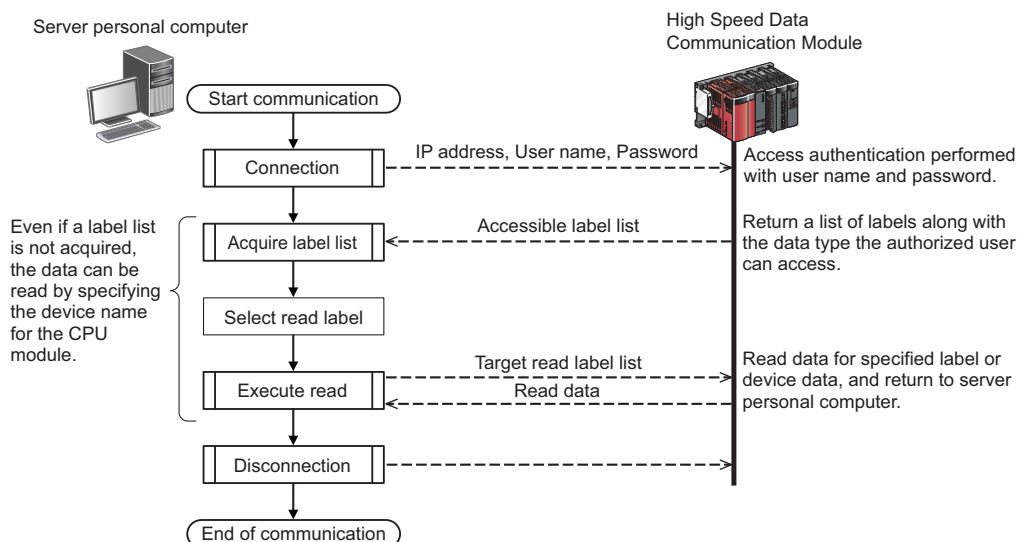 Server personal computer
High Speed Data
Communication Module
Start communication
Connection
IP address, User name, Password
Access authentication performed
with user name and password.
Even if a label list
is not acquired,
the data can be
read by specifying
the device name
for the CPU
module.
Acquire label list
Accessible label list
Return a list of labels along with
the data type the authorized user
can access.
Select read label
Target read label list
Execute read
Read data
Read data for specified label or
device data, and return to server
personal computer.
Disconnection
End of communication